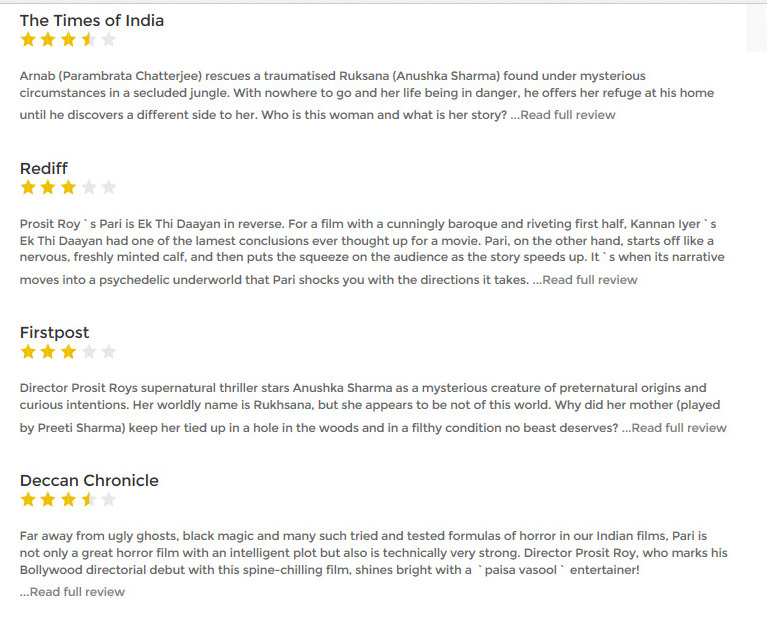 The Times of India
Arnab (Parambrata Chatterjee) rescues a traumatised Ruksana (Anushka Sharma) found under mysterious
circumstances in a secluded jungle. With nowhere to go and her life being in danger, he offers her refuge at his home
until he discovers a different side to her. Who is this woman and what is her story? ...Read full review
Rediff
Prosit Roy`s Pari is Ek Thi Daayan in reverse. For a film with a cunningly baroque and riveting first half, Kannan Iyer`s
Ek Thi Daayan had one of the lamest conclusions ever thought up for a movie. Pari, on the other hand, starts off like a
nervous, freshly minted calf, and then puts the squeeze on the audience as the story speeds up. It`s when its narrative
moves into a psychedelic underworld that Pari shocks you with the directions it takes. ...Read full review
Firstpost
Director Prosit Roys supernatural thriller stars Anushka Sharma as a mysterious creature of preternatural origins and
curious intentions. Her worldly name is Rukhsana, but she appears to be not of this world. Why did her mother (played
by Preeti Sharma) keep her tied up in a hole in the woods and in a filthy condition no beast deserves? ...Read full review
Deccan Chronicle
Far away from ugly ghosts, black magic and many such tried and tested formulas of horror in our Indian films, Pari is
not only a great horror film with an intelligent plot but also is technically very strong. Director Prosit Roy, who marks his
Bollywood directorial debut with this spine-chilling film, shines bright with a `paisa vasool` entertainer!
...Read full review